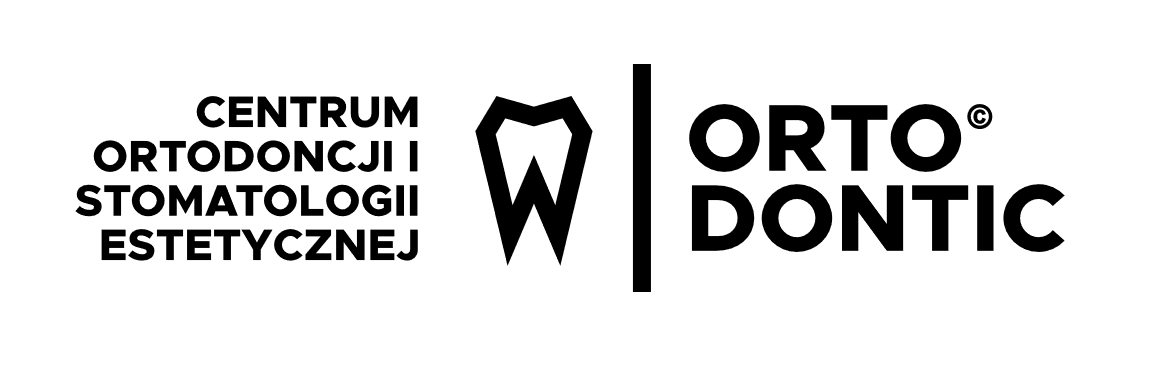 CENTRUM
ORTODONCJI I
STOMATOLOGII
ESTETYCZNEJ
ORTO©
DONTIC